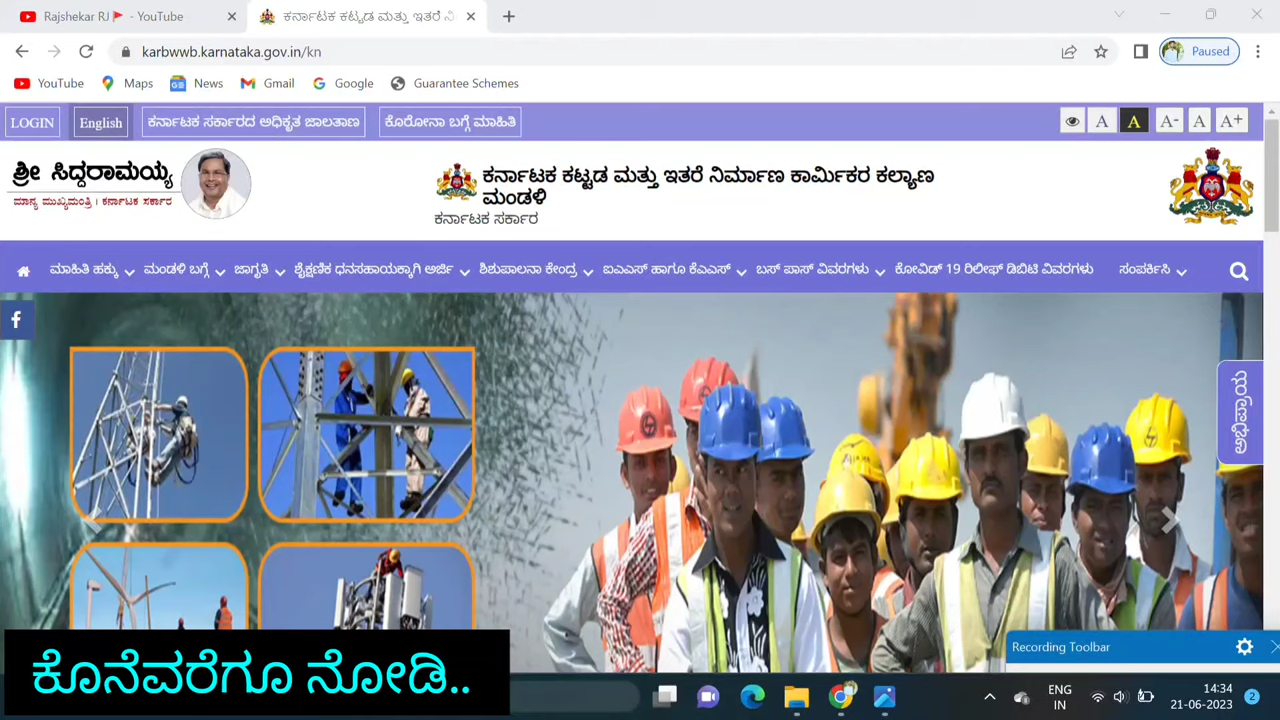 Rajshekar RJ🚩 - YouTube
ಕರ್ನಾಟಕ ಕಟ್ಟಡ ಮತ್ತು ಇತರೆ ನಿ
karbwwb.karnataka.gov.in/kn
Paused
YouTube Maps News Gmail Google Guarantee Schemes
LOGIN English ಕರ್ನಾಟಕ ಸರ್ಕಾರದ ಅಧಿಕೃತ ಜಾಲತಾಣ ಕೊರೋನಾ ಬಗ್ಗೆ ಮಾಹಿತಿ A A A- A A+
ಶ್ರೀ ಸಿದ್ದರಾಮಯ್ಯ
ಮಾನ್ಯ ಮುಖ್ಯಮಂತ್ರಿ | ಕರ್ನಾಟಕ ಸರ್ಕಾರ
ಕರ್ನಾಟಕ ಕಟ್ಟಡ ಮತ್ತು ಇತರೆ ನಿರ್ಮಾಣ ಕಾರ್ಮಿಕರ ಕಲ್ಯಾಣ
ಮಂಡಳಿ
ಕರ್ನಾಟಕ ಸರ್ಕಾರ
ಮಾಹಿತಿ ಹಕ್ಕು ಮಂಡಳಿ ಬಗ್ಗೆ ಜಾಗೃತಿ ಶೈಕ್ಷಣಿಕ ಧನಸಹಾಯಕ್ಕಾಗಿ ಅರ್ಜಿ ಶಿಶುಪಾಲನಾ ಕೇಂದ್ರ ಐಎಎಸ್ ಹಾಗೂ ಕೆಎಎಸ್ ಬಸ್ ಪಾಸ್ ವಿವರಗಳು ಕೋವಿಡ್ 19 ರಿಲೀಫ್ ಡಿಬಿಟಿ ವಿವರಗಳು ಸಂಪರ್ಕಿಸಿ
f
ಅಭಿಪ್ರಾಯ
Recording Toolbar
ಕೊನೆವರೆಗೂ ನೋಡಿ..
ENG
IN
14:34
21-06-2023
2